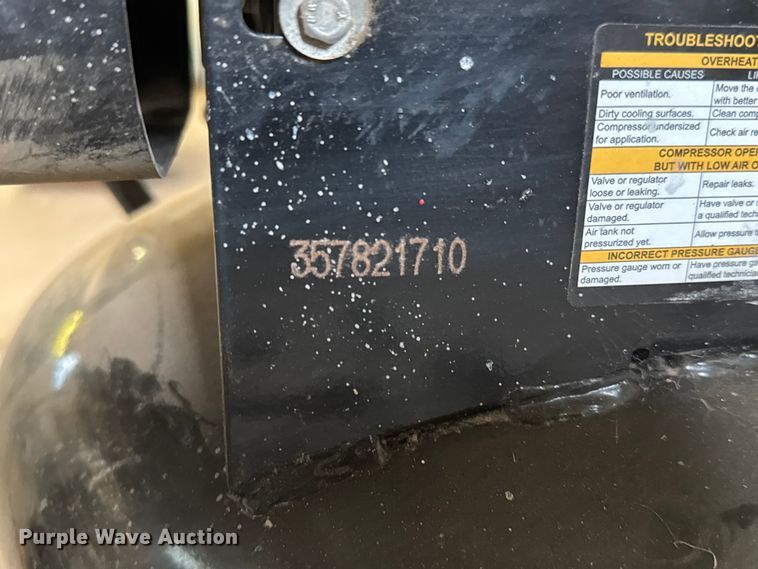 TROUBLESHOOT
OVERHEAT
POSSIBLE CAUSES LI
Poor ventilation. Move the
with better
Dirty cooling surfaces. Clean comp
Compressor undersized
for application. Check air re
COMPRESSOR OPER
BUT WITH LOW AIR O
Valve or regulator
loose or leaking. Repair leaks.
Valve or regulator
damaged. Have valve or
a qualified techn
Air tank not
pressurized yet. Allow pressure t
INCORRECT PRESSURE GAUGE
Pressure gauge worn or
damaged. Have pressure ga
qualified technician
357821710
Purple Wave Auction